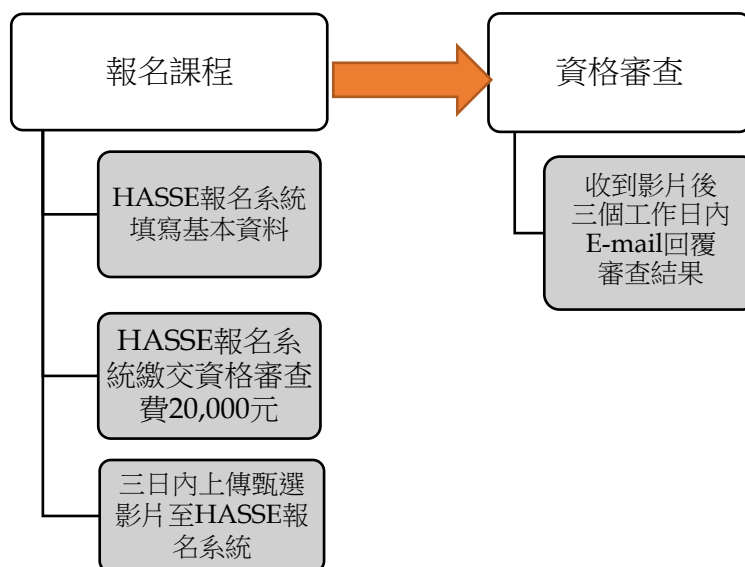 報名課程
HASSE報名系統
填寫基本資料
HASSE報名系
統繳交資格審查
費20,000元
三日內上傳甄選
影片至HASSE報
名系統
資格審查
收到影片後
三個工作日內
E-mail回覆
審查結果